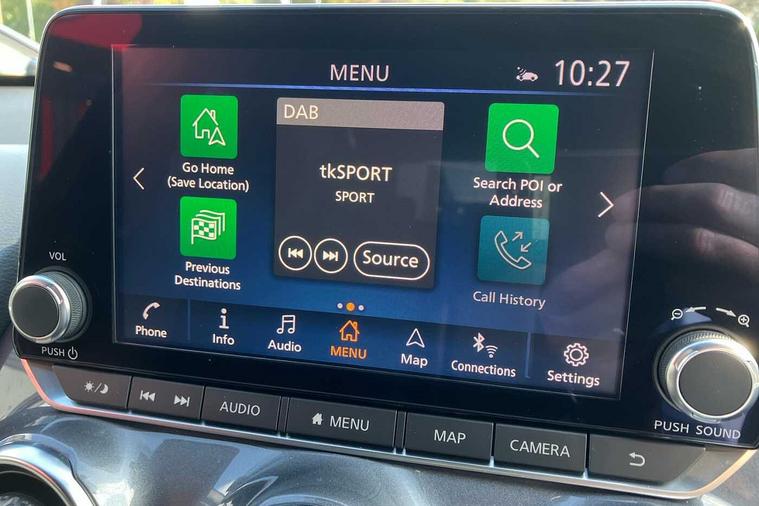 MENU
10:27
DAB
tkSPORT
SPORT
Source
Go Home
(Save Location)
Previous
Destinations
Search POI or
Address
Call History
Phone
Info
Audio
MENU
Map
Connections
Settings
VOL
PUSH
AUDIO
MENU
MAP
CAMERA
PUSH SOUND